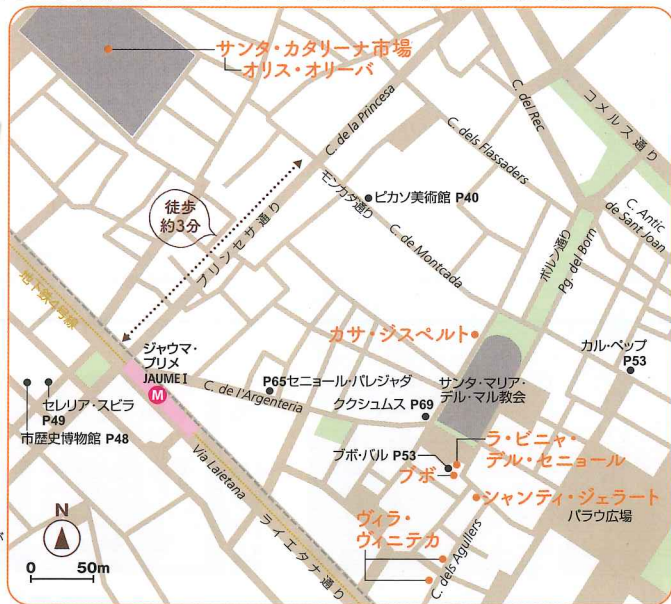 サンタ・カタリーナ市場
オリス・オリーバ
C. de la Princesa
C. del Rec
コメルス通り
C. dels Flassaders
徒歩
約3分
プリンセサ通り
モンカダ通り
ピカソ美術館 P40
C. de Montcada
C. Antic
de Sant Joan
ボルン通り
Pg. del Born
地下鉄4号線
カサ・ジスペルト
カル・ペップ
P53
ジャウマ・
プリメ
JAUME I
M
C. de l'Argenteria
P65セニョール・パレジャダ
ククシュムス P69
サンタ・マリア・
デル・マル教会
セレリア・スビラ
P49
市歴史博物館 P48
ブボ・バル P53
ラ・ビニャ・
デル・セニョール
ブボ
シャンティ・ジェラート
パラウ広場
Via Laietana
ライエタナ通り
ヴィラ・
ヴィニテカ
C. dels Agullers
N
0 50m
が